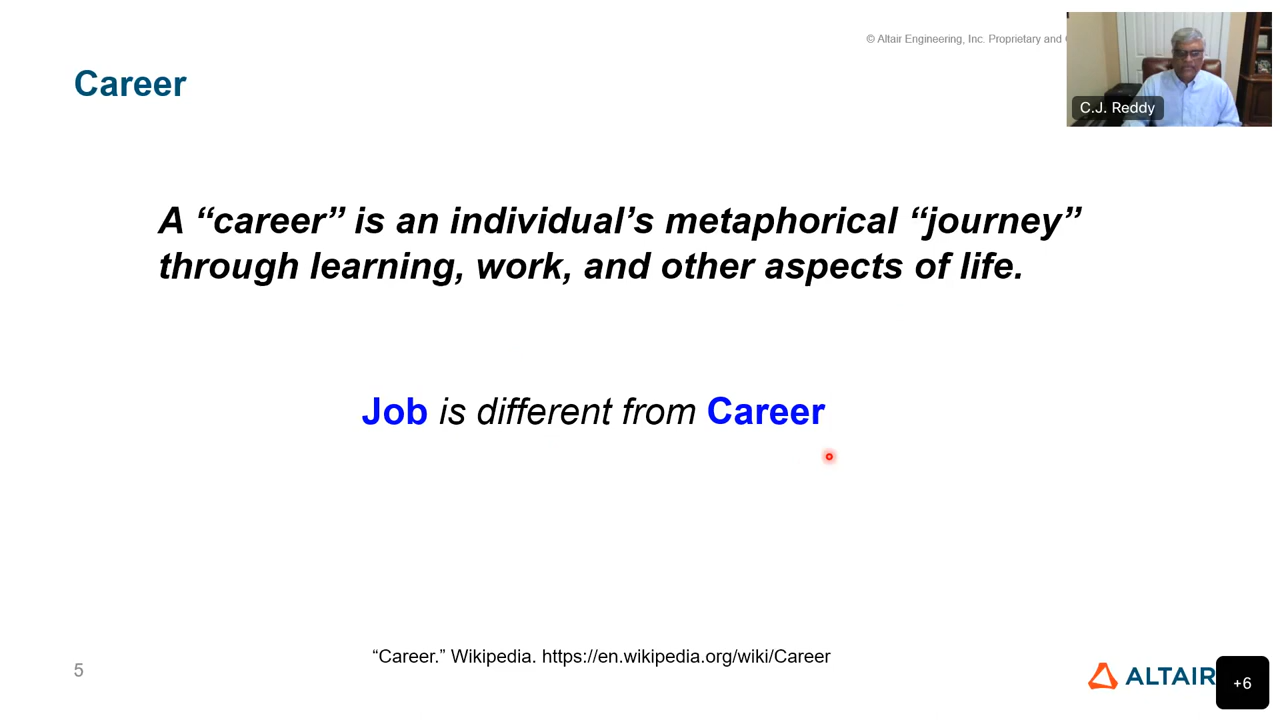 © Altair Engineering, Inc. Proprietary and
Career
C.J. Reddy
A “career” is an individual’s metaphorical “journey”
through learning, work, and other aspects of life.
Job is different from Career
“Career.” Wikipedia. https://en.wikipedia.org/wiki/Career
5
ALTAIR
+6